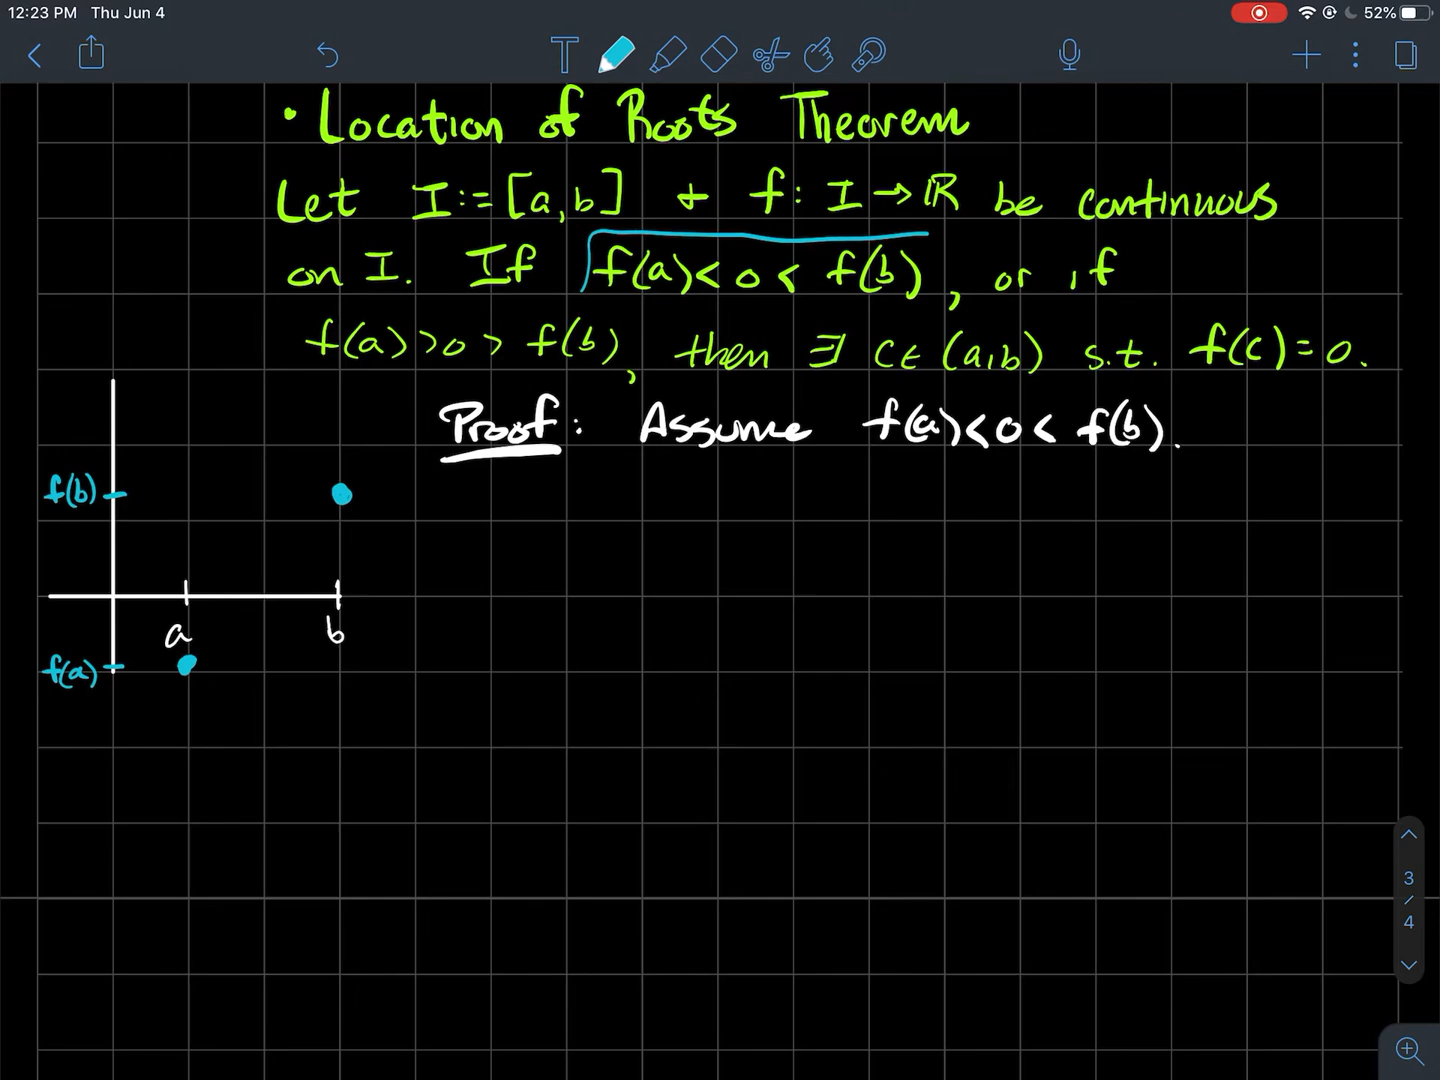 12:23 PM Thu Jun 4
52%
• Location of Roots Theorem
Let I:=[a,b] + f: I→ℝ be continuous
on I. If f(a)<0<f(b), or if
f(a)>0>f(b), then ∃ c∈(a,b) s.t. f(c)=0.
Proof: Assume f(a)<0<f(b).
f(b)
a b
f(a)
3
/
4